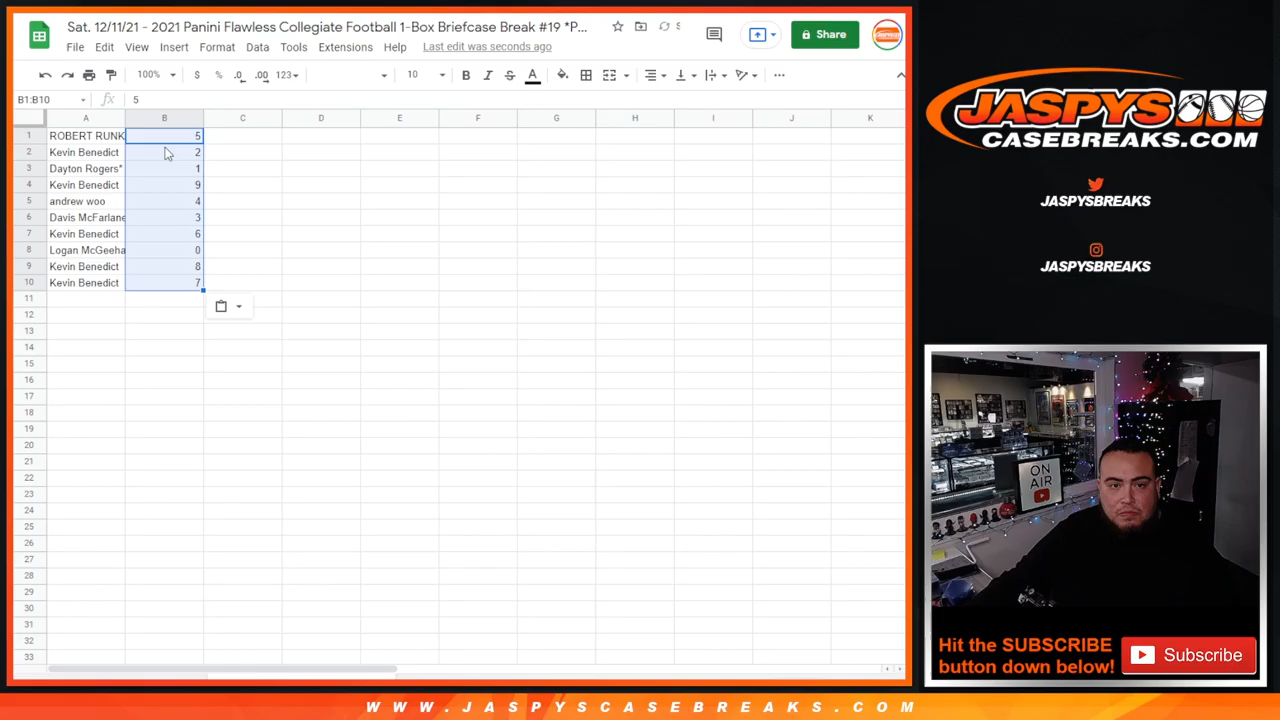 Sat. 12/11/21 - 2021 Panini Flawless Collegiate Football 1-Box Briefcase Break #19 *P...
File Edit View Insert Format Data Tools Extensions Help Last edit was seconds ago
Share
100% $ % .0 .00 123 10 B I S A
B1:B10 fx 5
A B C D E F G H I J K
1 ROBERT RUNK 5
2 Kevin Benedict 2
3 Dayton Rogers* 1
4 Kevin Benedict 9
5 andrew woo 4
6 Davis McFarlane 3
7 Kevin Benedict 6
8 Logan McGeeha 0
9 Kevin Benedict 8
10 Kevin Benedict 7
11
12
13
14
15
16
17
18
19
20
21
22
23
24
25
26
27
28
29
30
31
32
33
JASPYS
CASEBREAKS.COM
JASPYSBREAKS
JASPYSBREAKS
ON
AIR
Hit the SUBSCRIBE
button down below!
Subscribe
WWW.JASPYSCASEBREAKS.COM